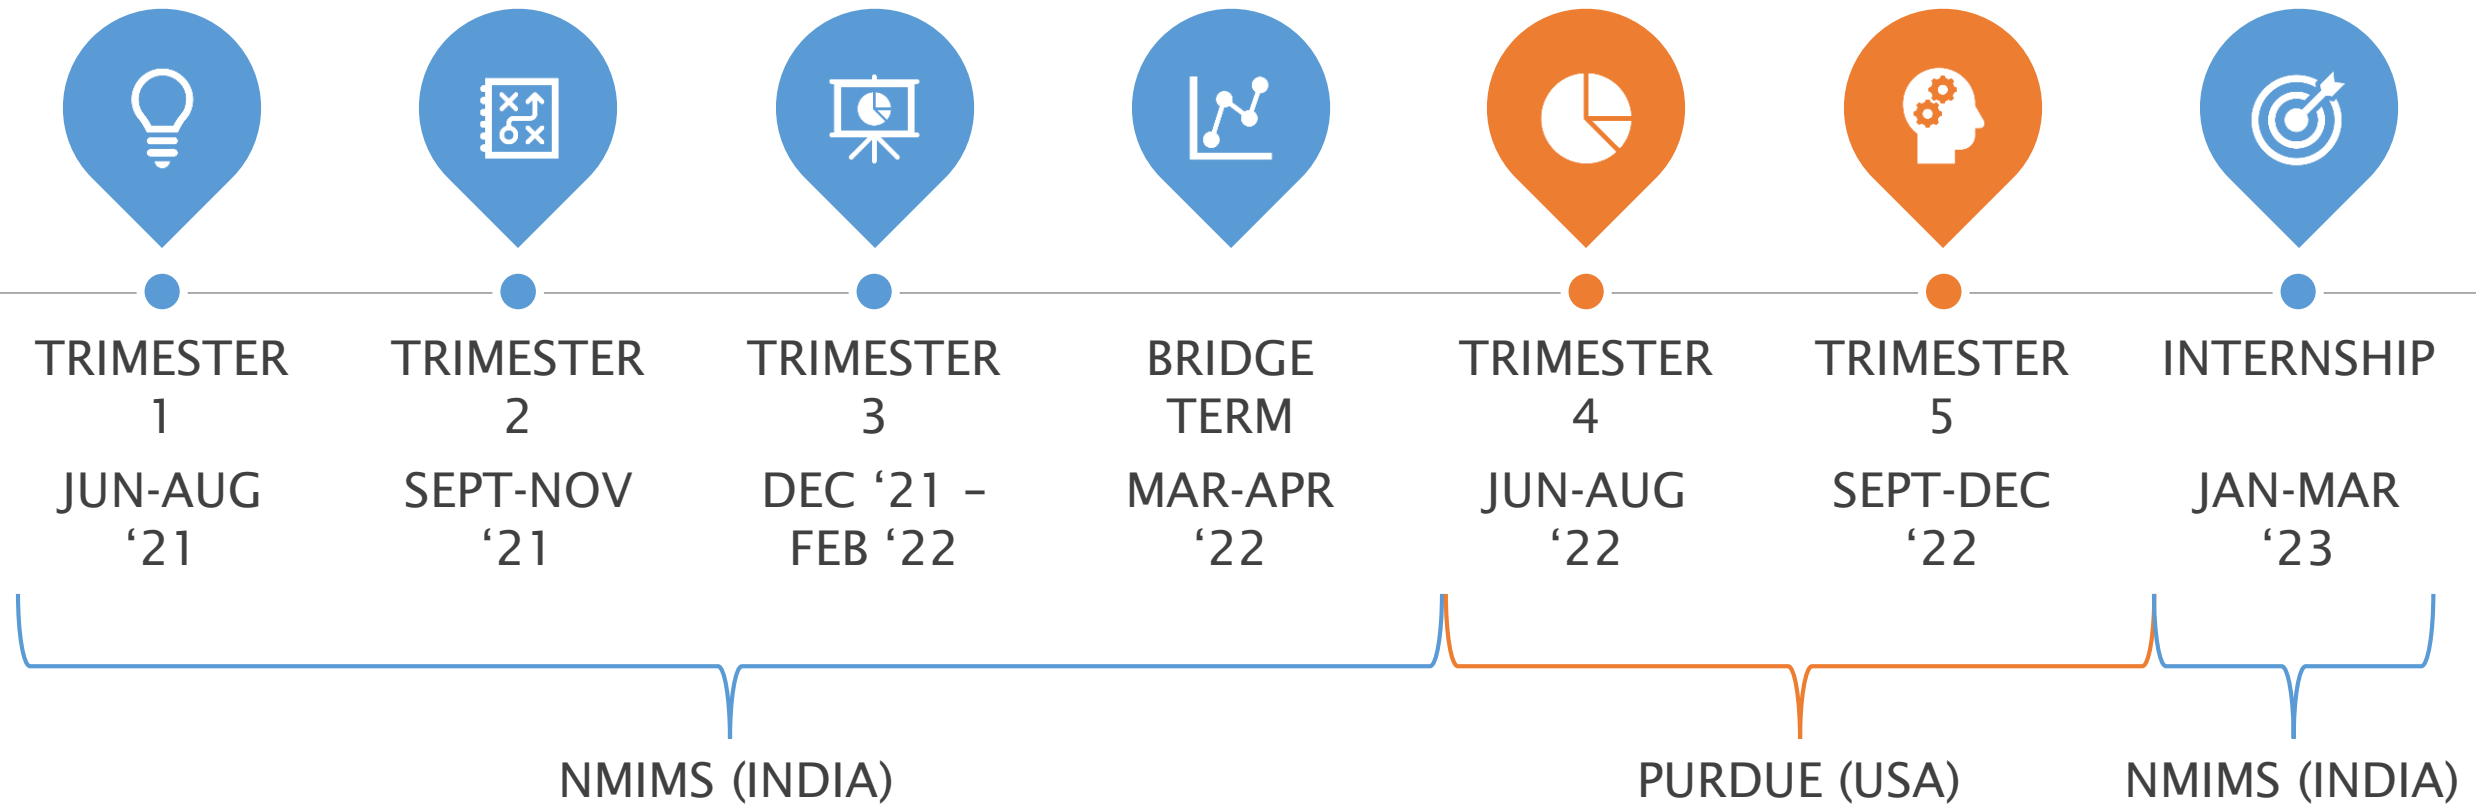 TRIMESTER
1
JUN-AUG
‘21
TRIMESTER
2
SEPT-NOV
‘21
TRIMESTER
3
DEC ‘21 –
FEB ‘22
BRIDGE
TERM
MAR-APR
‘22
TRIMESTER
4
JUN-AUG
‘22
TRIMESTER
5
SEPT-DEC
‘22
INTERNSHIP
JAN-MAR
‘23
NMIMS (INDIA)
PURDUE (USA)
NMIMS (INDIA)